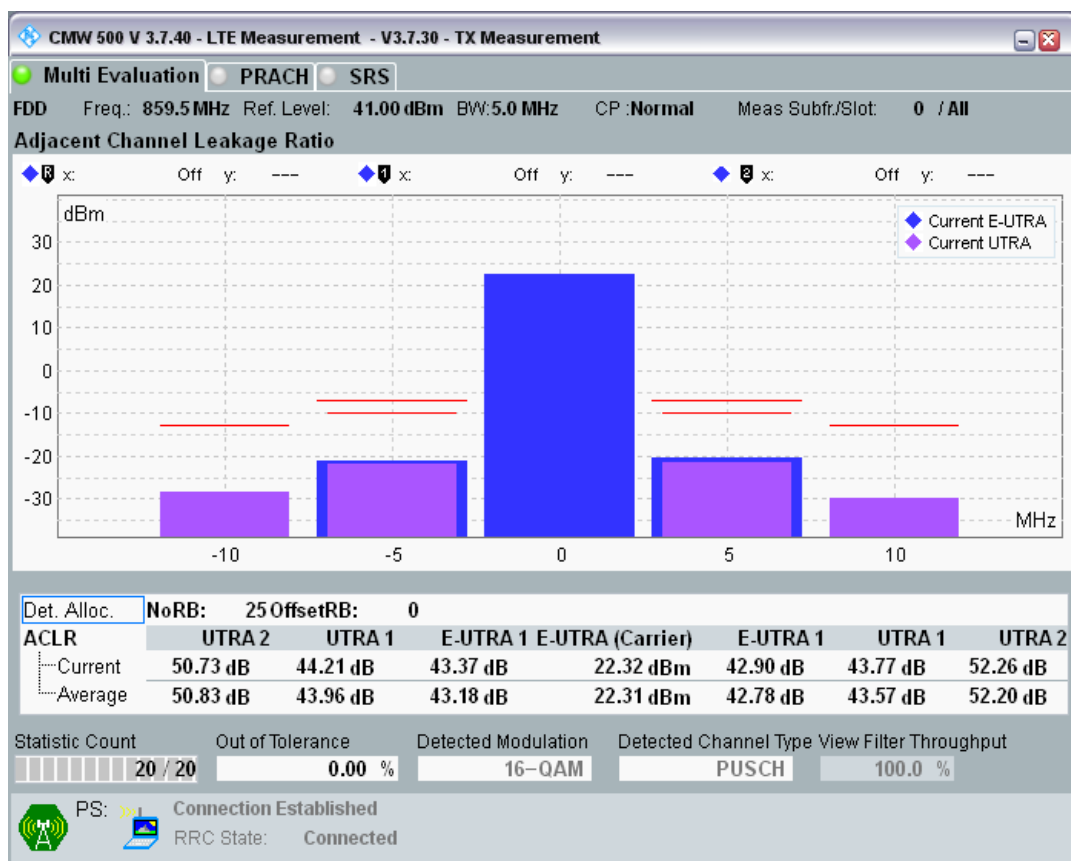 CMW 500 V 3.7.40 - LTE Measurement - V3.7.30 - TX Measurement
Multi Evaluation PRACH SRS
FDD Freq.: 859.5 MHz Ref. Level: 41.00 dBm BW:5.0 MHz CP :Normal Meas Subfr./Slot: 0 / All
Adjacent Channel Leakage Ratio
R x: Off y: --- 1 x: Off y: --- 2 x: Off y: ---
dBm
Current E-UTRA
Current UTRA
30
20
10
0
-10
-20
-30
MHz
-10 -5 0 5 10
Det. Alloc. NoRB: 25 OffsetRB: 0
ACLR UTRA 2 UTRA 1 E-UTRA 1 E-UTRA (Carrier) E-UTRA 1 UTRA 1 UTRA 2
Current 50.73 dB 44.21 dB 43.37 dB 22.32 dBm 42.90 dB 43.77 dB 52.26 dB
Average 50.83 dB 43.96 dB 43.18 dB 22.31 dBm 42.78 dB 43.57 dB 52.20 dB
Statistic Count Out of Tolerance Detected Modulation Detected Channel Type View Filter Throughput
20 / 20 0.00 % 16-QAM PUSCH 100.0 %
PS: Connection Established
RRC State: Connected